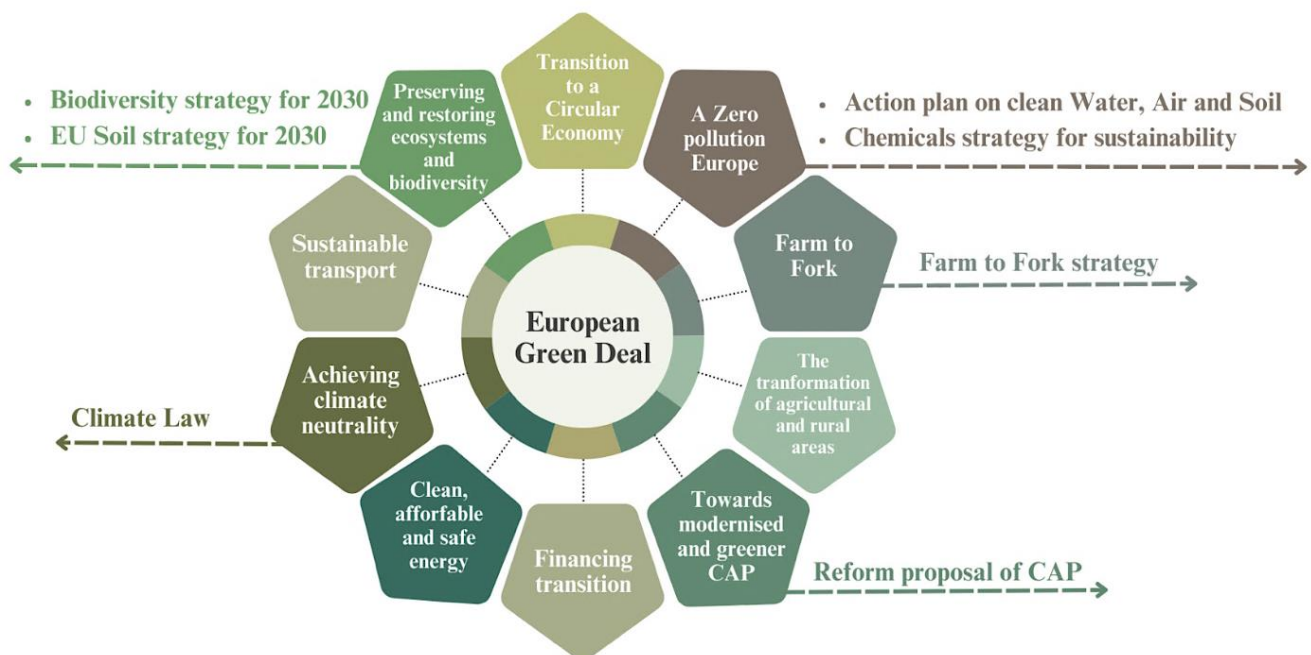 • Biodiversity strategy for 2030
• EU Soil strategy for 2030
Preserving
and restoring
ecosystems
and
biodiversity
Transition
to a
Circular
Economy
A Zero
pollution
Europe
• Action plan on clean Water, Air and Soil
• Chemicals strategy for sustainability
Sustainable
transport
Farm to
Fork
Farm to Fork strategy
European
Green Deal
Achieving
climate
neutrality
Climate Law
The
tranformation
of agricultural
and rural
areas
Clean,
afforfable
and safe
energy
Financing
transition
Towards
modernised
and greener
CAP
Reform proposal of CAP